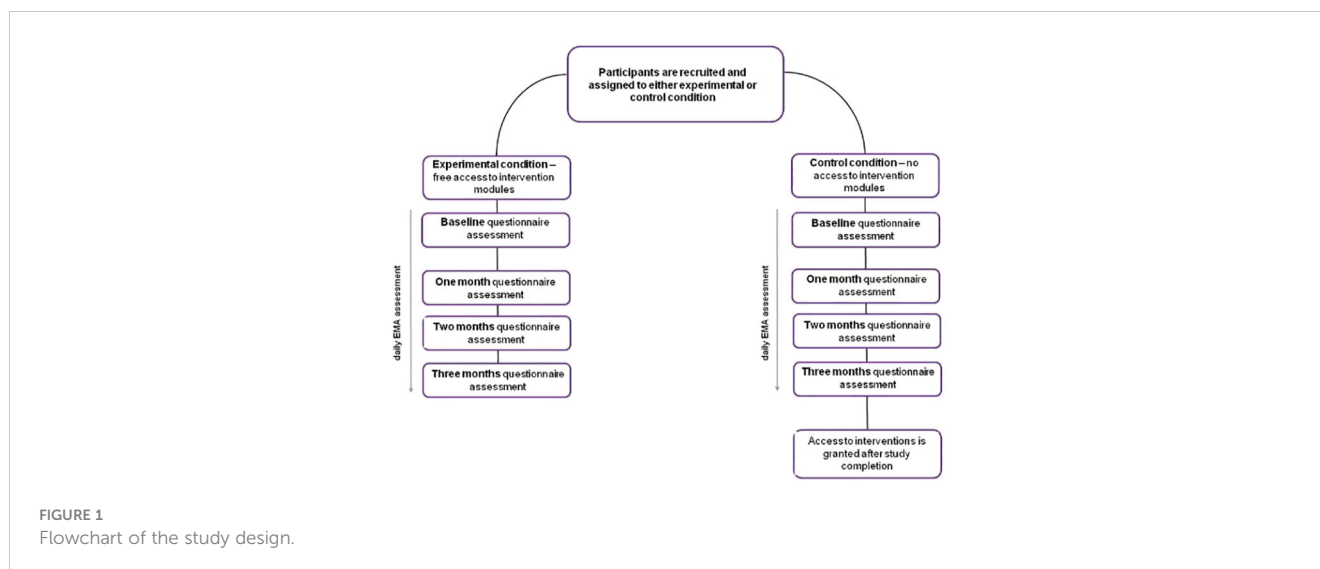 Participants are recruited and
assigned to either experimental or
control condition
Experimental condition –
free access to intervention
modules
Baseline questionnaire
assessment
One month questionnaire
assessment
Two months questionnaire
assessment
Three months questionnaire
assessment
daily EMA assessment
Control condition – no
access to intervention
modules
Baseline questionnaire
assessment
One month questionnaire
assessment
Two months questionnaire
assessment
Three months questionnaire
assessment
daily EMA assessment
Access to interventions is
granted after study
completion
FIGURE 1
Flowchart of the study design.